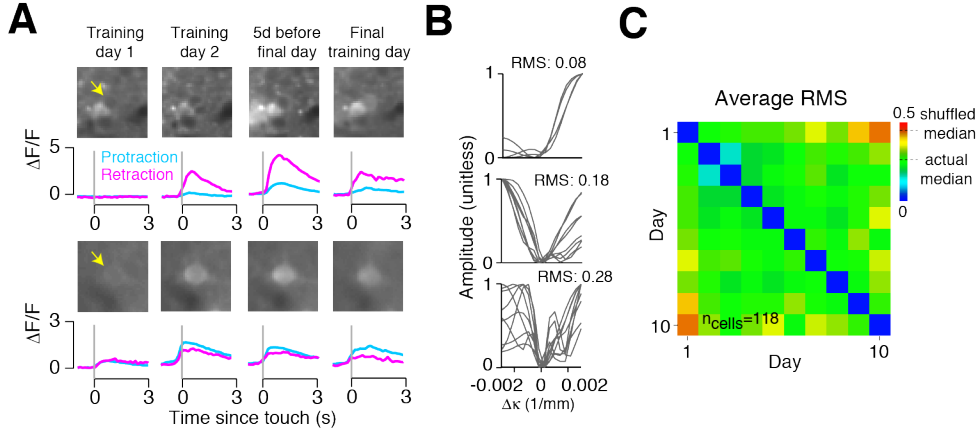 A
Training day 1
Training day 2
5d before final day
Final training day
ΔF/F
5
0
Protraction
Retraction
0 3
0 3
0 3
0 3
ΔF/F
3
0
0 3
0 3
0 3
0 3
Time since touch (s)
B
RMS: 0.08
1
0
RMS: 0.18
1
0
RMS: 0.28
1
0
Amplitude (unitless)
-0.002 0 0.002
Δκ (1/mm)
C
Average RMS
0.5 shuffled median
actual median
0
1
10
Day
ncells=118
1 10
Day